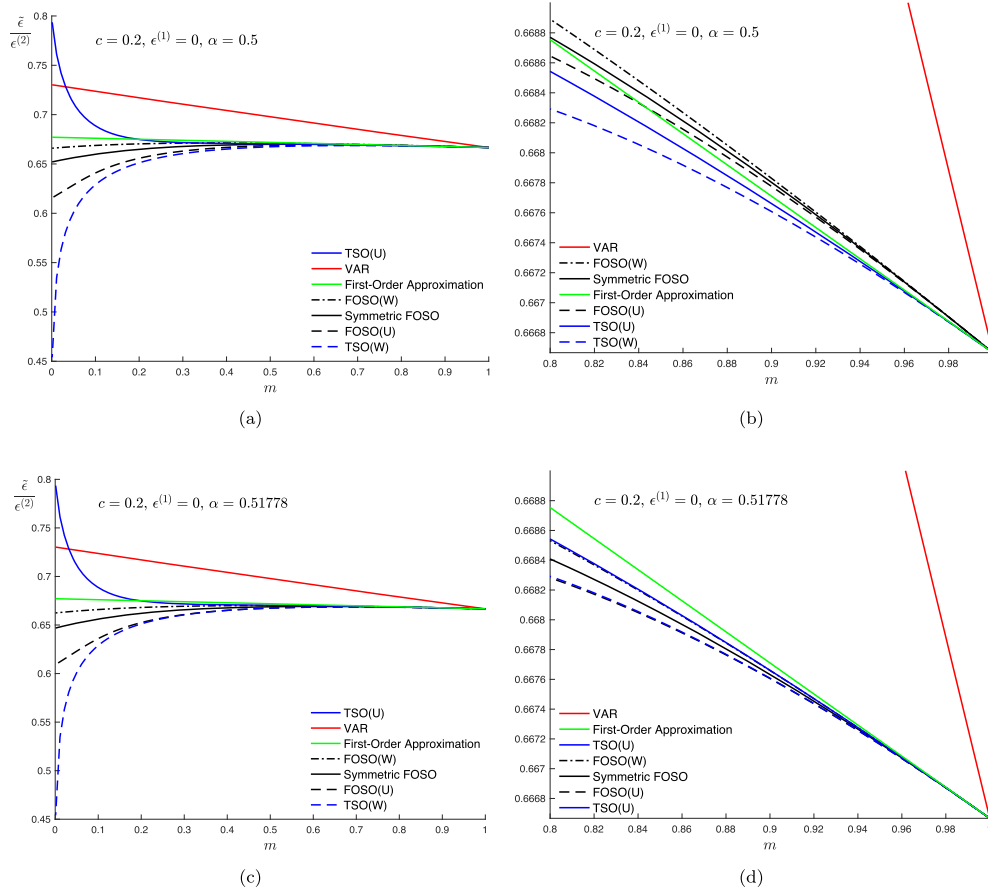 ε̃/ϵ⁽²⁾
c = 0.2, ϵ⁽¹⁾ = 0, α = 0.5
0.8
0.75
0.7
0.65
0.6
0.55
0.5
0.45
TSO(U)
VAR
First-Order Approximation
FOSO(W)
Symmetric FOSO
FOSO(U)
TSO(W)
0 0.1 0.2 0.3 0.4 0.5 0.6 0.7 0.8 0.9 1
m
(a)
c = 0.2, ϵ⁽¹⁾ = 0, α = 0.5
0.6688
0.6686
0.6684
0.6682
0.668
0.6678
0.6676
0.6674
0.6672
0.667
0.6668
VAR
FOSO(W)
Symmetric FOSO
First-Order Approximation
FOSO(U)
TSO(U)
TSO(W)
0.8 0.82 0.84 0.86 0.88 0.9 0.92 0.94 0.96 0.98
m
(b)
ϵ̃/ϵ⁽²⁾
c = 0.2, ϵ⁽¹⁾ = 0, α = 0.51778
0.8
0.75
0.7
0.65
0.6
0.55
0.5
0.45
TSO(U)
VAR
First-Order Approximation
FOSO(W)
Symmetric FOSO
FOSO(U)
TSO(W)
0 0.1 0.2 0.3 0.4 0.5 0.6 0.7 0.8 0.9 1
m
(c)
c = 0.2, ϵ⁽¹⁾ = 0, α = 0.51778
0.6688
0.6686
0.6684
0.6682
0.668
0.6678
0.6676
0.6674
0.6672
0.667
0.6668
VAR
First-Order Approximation
TSO(U)
FOSO(W)
Symmetric FOSO
FOSO(U)
TSO(U)
0.8 0.82 0.84 0.86 0.88 0.9 0.92 0.94 0.96 0.98
m
(d)